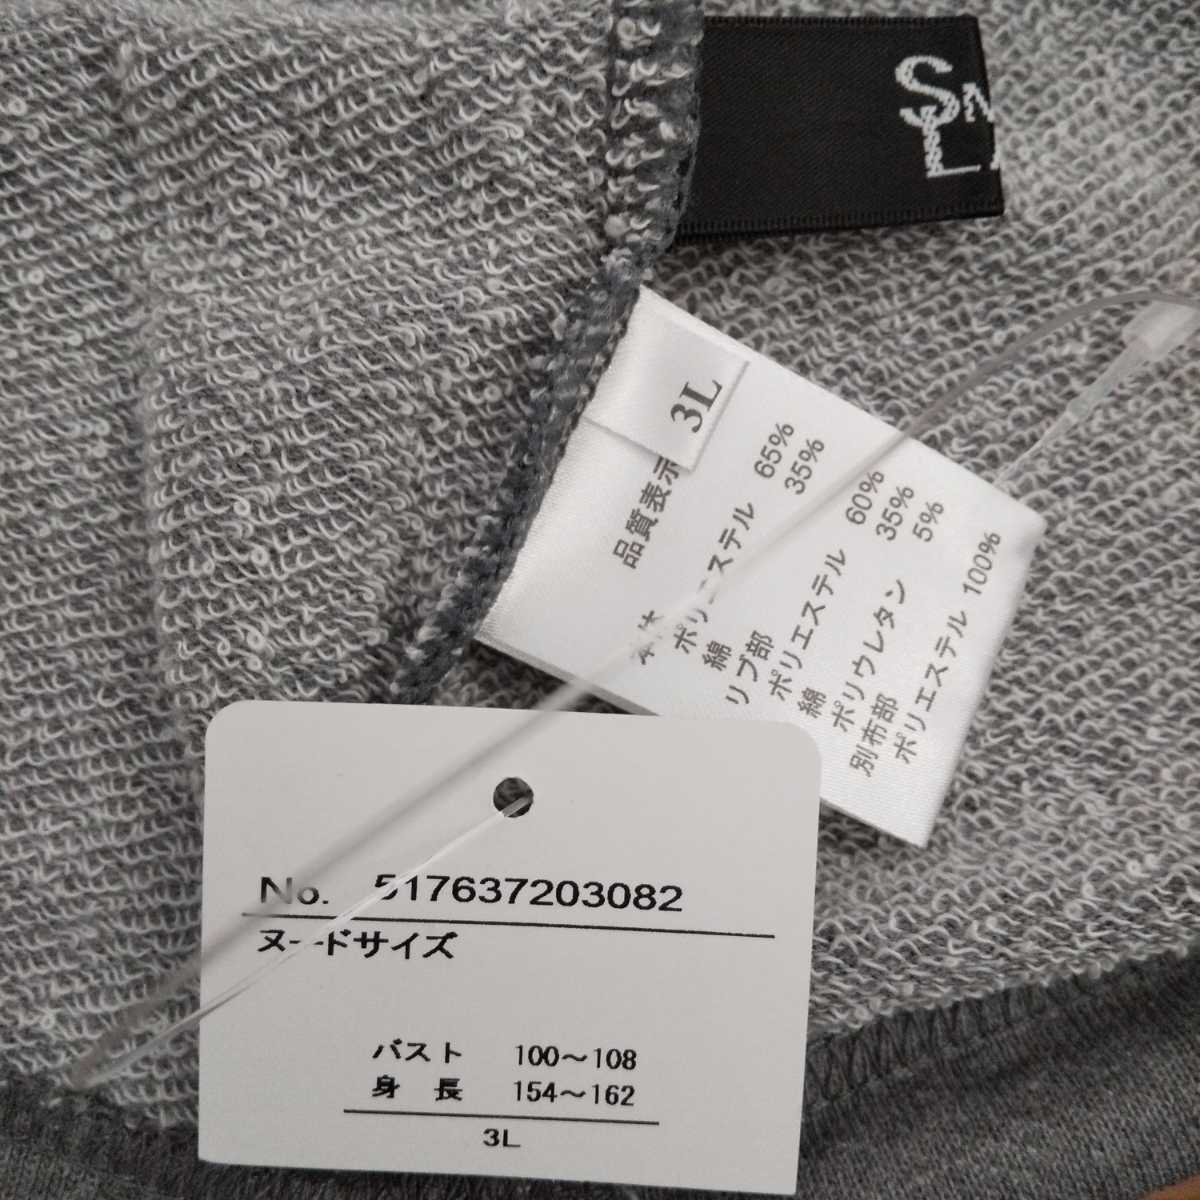 3L
品質表示
ポリエステル 65%
綿 35%
リブ部
ポリエステル 60%
綿 35%
ポリウレタン 5%
別布部
ポリエステル 100%
No. 517637203082
ヌードサイズ
バスト 100～108
身長 154～162
3L